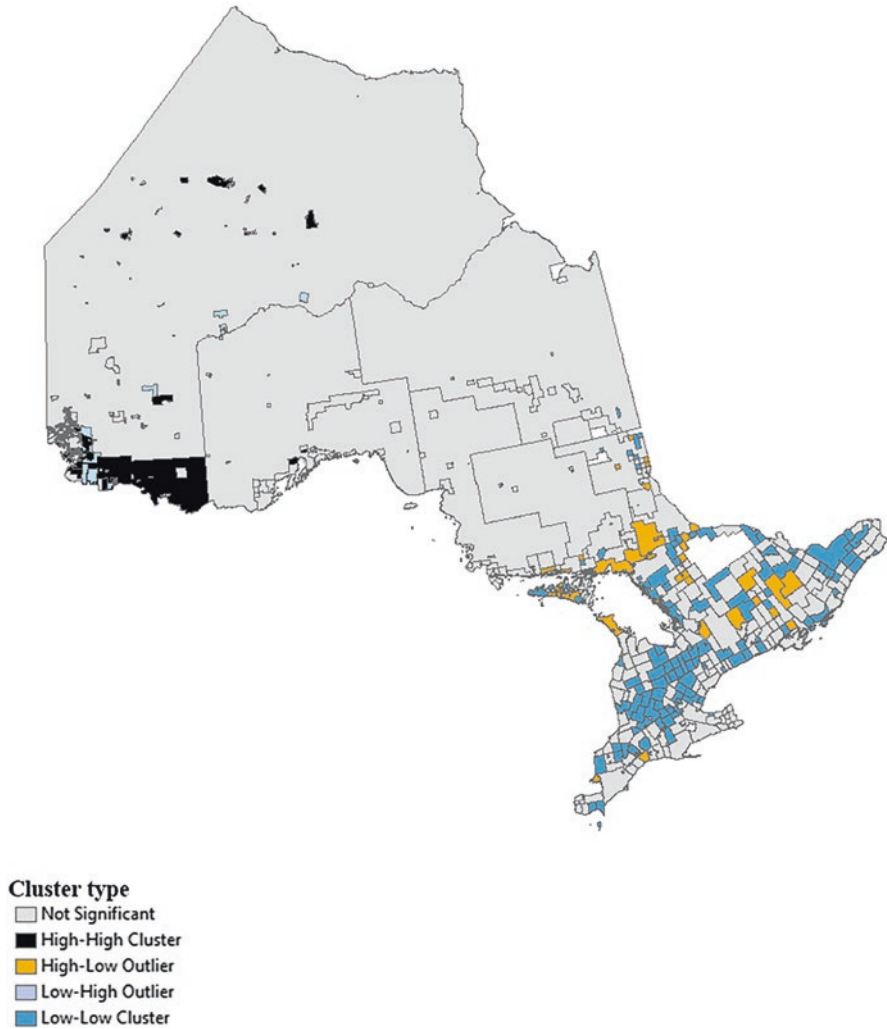 Cluster type
Not Significant
High-High Cluster
High-Low Outlier
Low-High Outlier
Low-Low Cluster